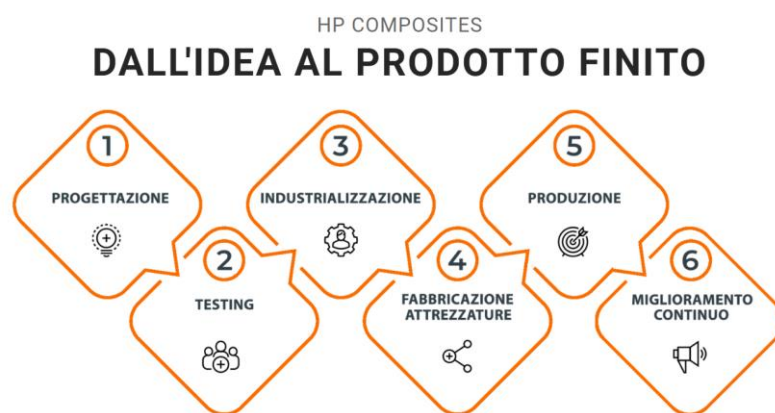 HP COMPOSITES
DALL'IDEA AL PRODOTTO FINITO
1
PROGETTAZIONE
2
TESTING
3
INDUSTRIALIZZAZIONE
4
FABBRICAZIONE
ATTREZZATURE
5
PRODUZIONE
6
MIGLIORAMENTO
CONTINUO